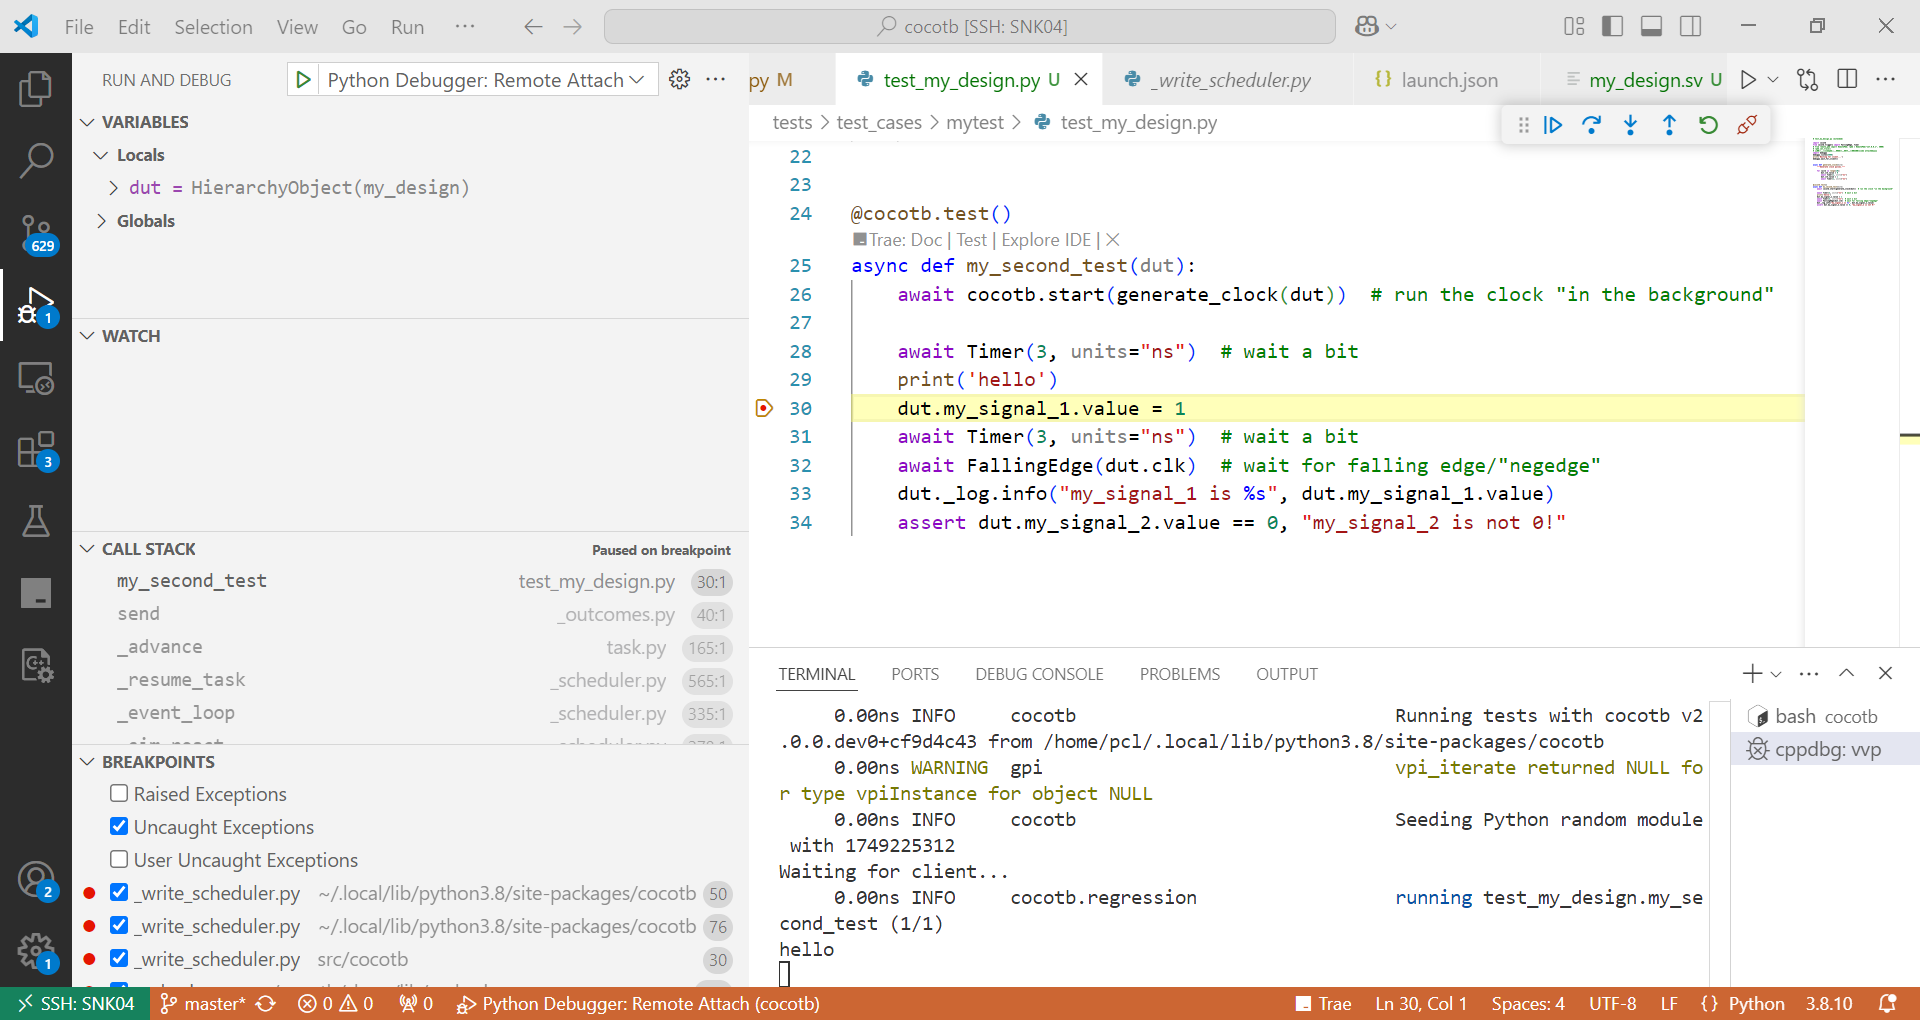 File Edit Selection View Go Run ··· cocotb [SSH: SNK04]
RUN AND DEBUG Python Debugger: Remote Attach ···
py M test_my_design.py U _write_scheduler.py {} launch.json my_design.sv U ···
VARIABLES
Locals
dut = HierarchyObject(my_design)
Globals
629
1
3
2
1
WATCH
CALL STACK Paused on breakpoint
my_second_test test_my_design.py 30:1
send _outcomes.py 40:1
_advance task.py 165:1
_resume_task _scheduler.py 565:1
_event_loop _scheduler.py 335:1
BREAKPOINTS
Raised Exceptions
Uncaught Exceptions
User Uncaught Exceptions
_write_scheduler.py ~/.local/lib/python3.8/site-packages/cocotb 50
_write_scheduler.py ~/.local/lib/python3.8/site-packages/cocotb 76
_write_scheduler.py src/cocotb 30
tests > test_cases > mytest > test_my_design.py
22
23
24 @cocotb.test()
Trae: Doc | Test | Explore IDE | ✕
25 async def my_second_test(dut):
26 await cocotb.start(generate_clock(dut)) # run the clock "in the background"
27
28 await Timer(3, units="ns") # wait a bit
29 print('hello')
30 dut.my_signal_1.value = 1
31 await Timer(3, units="ns") # wait a bit
32 await FallingEdge(dut.clk) # wait for falling edge/"negedge"
33 dut._log.info("my_signal_1 is %s", dut.my_signal_1.value)
34 assert dut.my_signal_2.value == 0, "my_signal_2 is not 0!"
TERMINAL PORTS DEBUG CONSOLE PROBLEMS OUTPUT
0.00ns INFO cocotb Running tests with cocotb v2
.0.0.dev0+cf9d4c43 from /home/pcl/.local/lib/python3.8/site-packages/cocotb
0.00ns WARNING gpi vpi_iterate returned NULL fo
r type vpiInstance for object NULL
0.00ns INFO cocotb Seeding Python random module
with 1749225312
Waiting for client...
0.00ns INFO cocotb.regression running test_my_design.my_se
cond_test (1/1)
hello
bash cocotb
cppdbg: vvp
SSH: SNK04 master* 0 0 0 Python Debugger: Remote Attach (cocotb) Trae Ln 30, Col 1 Spaces: 4 UTF-8 LF {} Python 3.8.10